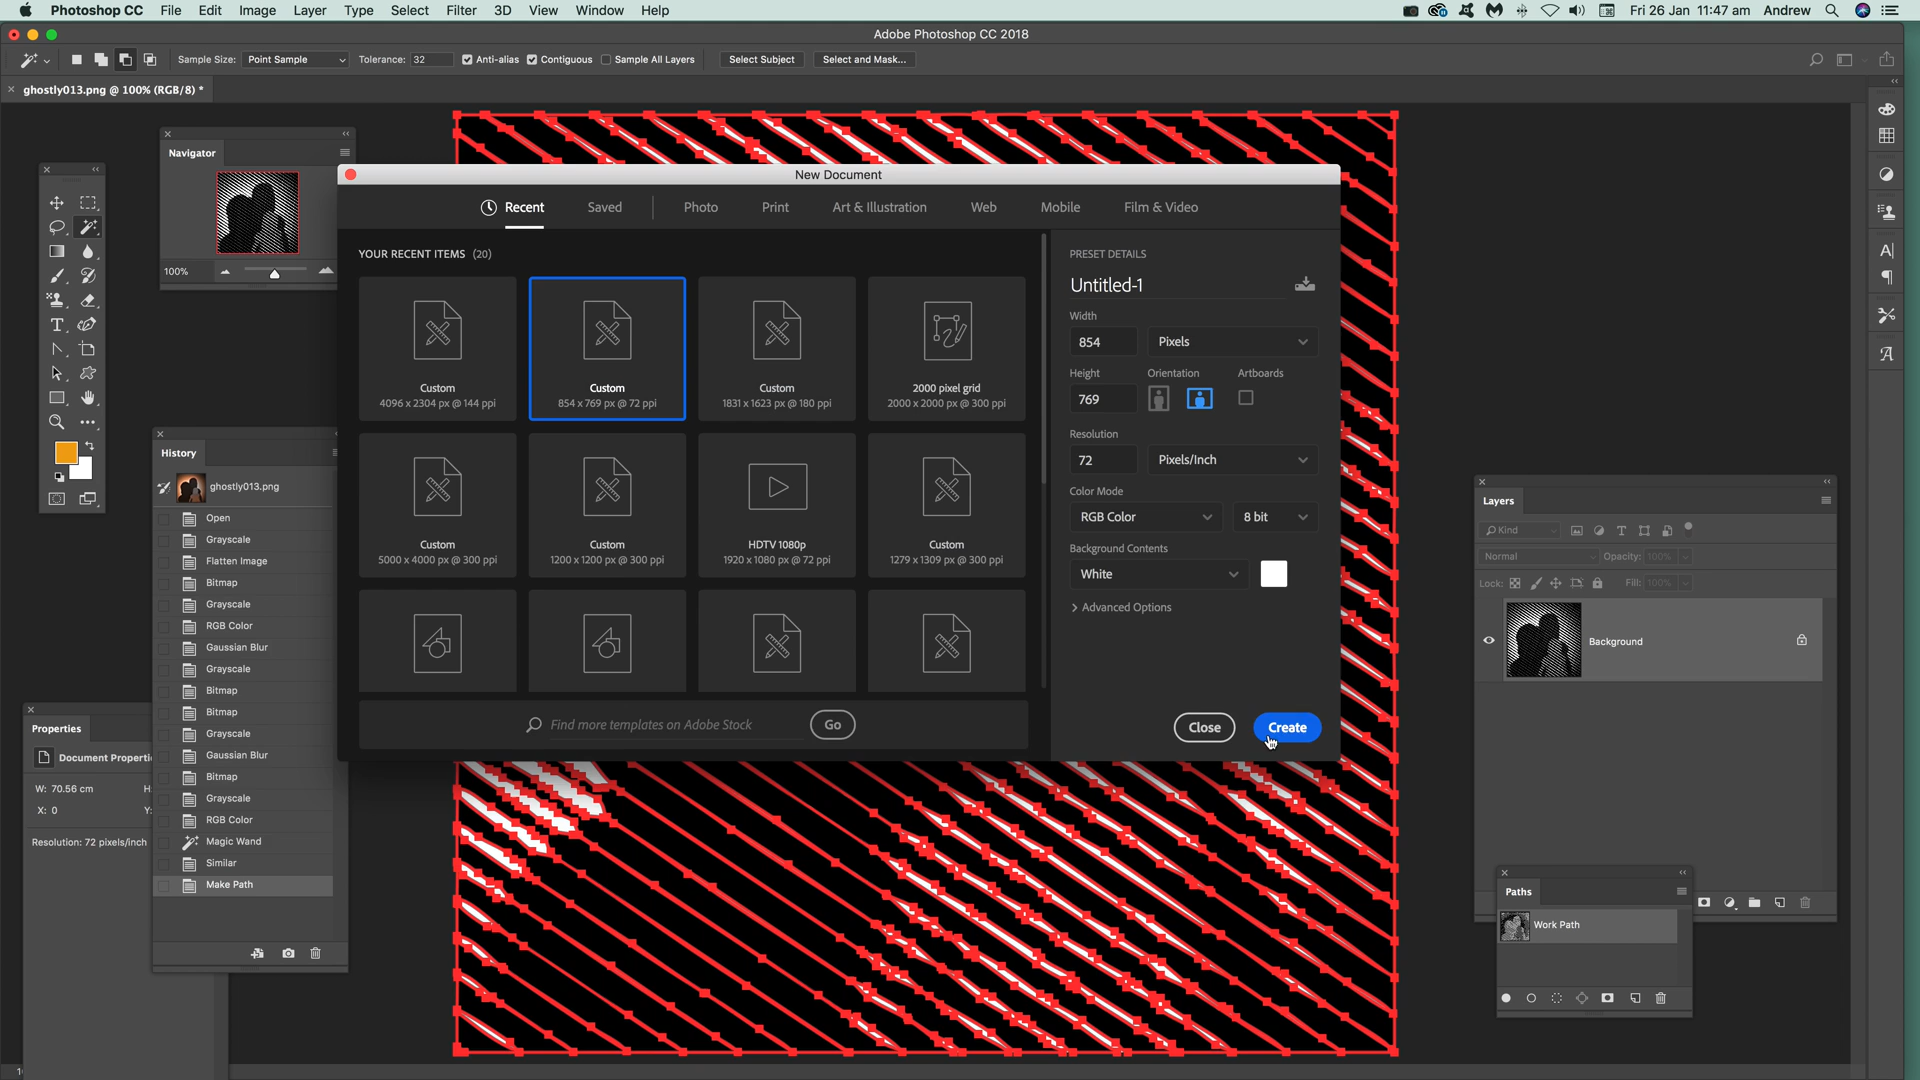 Photoshop CC File Edit Image Layer Type Select Filter 3D View Window Help Fri 26 Jan 11:47 am Andrew
Adobe Photoshop CC 2018
Sample Size: Point Sample Tolerance: 32 Anti-alias Contiguous Sample All Layers Select Subject Select and Mask...
ghostly013.png @ 100% (RGB/8) *
Navigator
100%
History
ghostly013.png
Open
Grayscale
Flatten Image
Bitmap
Grayscale
RGB Color
Gaussian Blur
Grayscale
Bitmap
Bitmap
Grayscale
Gaussian Blur
Bitmap
Grayscale
RGB Color
Magic Wand
Similar
Make Path
Properties
Document Properti
W: 70.56 cm H:
X: 0 Y:
Resolution: 72 pixels/inch
New Document
Recent Saved Photo Print Art & Illustration Web Mobile Film & Video
YOUR RECENT ITEMS (20)
Custom
4096 x 2304 px @ 144 ppi
Custom
854 x 769 px @ 72 ppi
Custom
1831 x 1623 px @ 180 ppi
2000 pixel grid
2000 x 2000 px @ 300 ppi
Custom
5000 x 4000 px @ 300 ppi
Custom
1200 x 1200 px @ 300 ppi
HDTV 1080p
1920 x 1080 px @ 72 ppi
Custom
1279 x 1309 px @ 300 ppi
Find more templates on Adobe Stock Go
PRESET DETAILS
Untitled-1
Width
854 Pixels
Height Orientation Artboards
769
Resolution
72 Pixels/Inch
Color Mode
RGB Color 8 bit
Background Contents
White
Advanced Options
Close Create
Layers
Kind
Normal Opacity: 100%
Lock: Fill: 100%
Background
Paths
Work Path